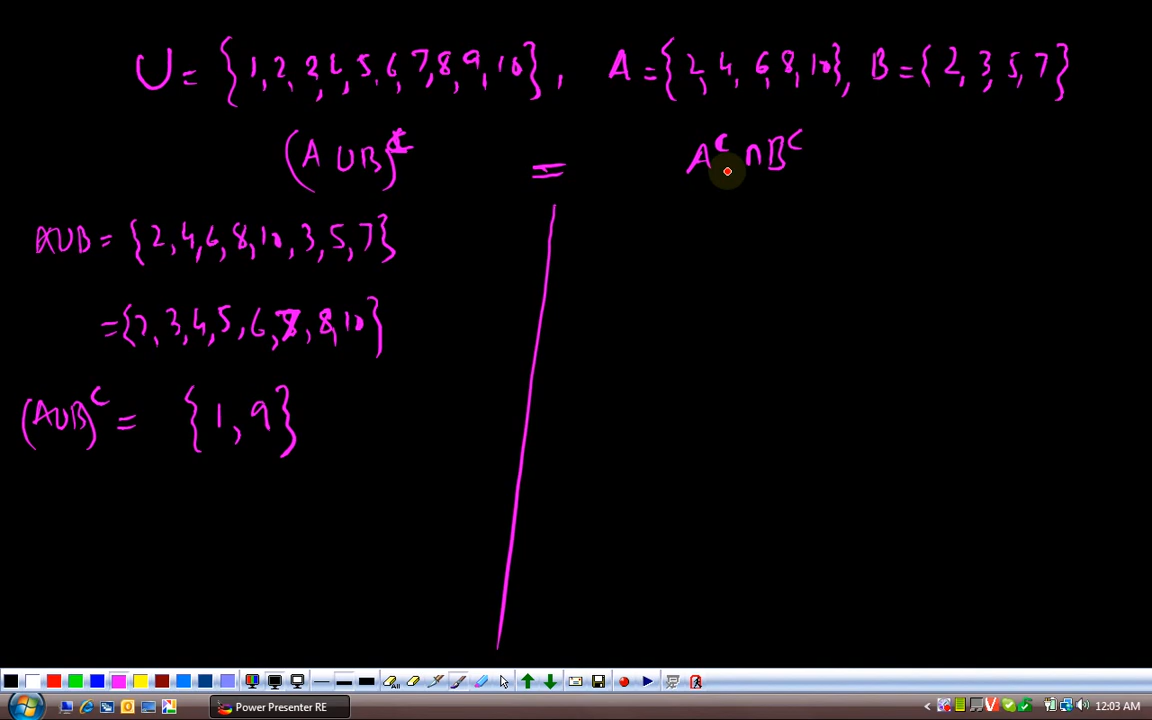 U = {1, 2, 3, 4, 5, 6, 7, 8, 9, 10}, A = {2, 4, 6, 8, 10}, B = {2, 3, 5, 7}
(A ∪ B)ᶜ = Aᶜ ∩ Bᶜ
A∪B = {2, 4, 6, 8, 10, 3, 5, 7}
= {2, 3, 4, 5, 6, 7, 8, 10}
(A∪B)ᶜ = {1, 9}
Power Presenter RE
12:03 AM